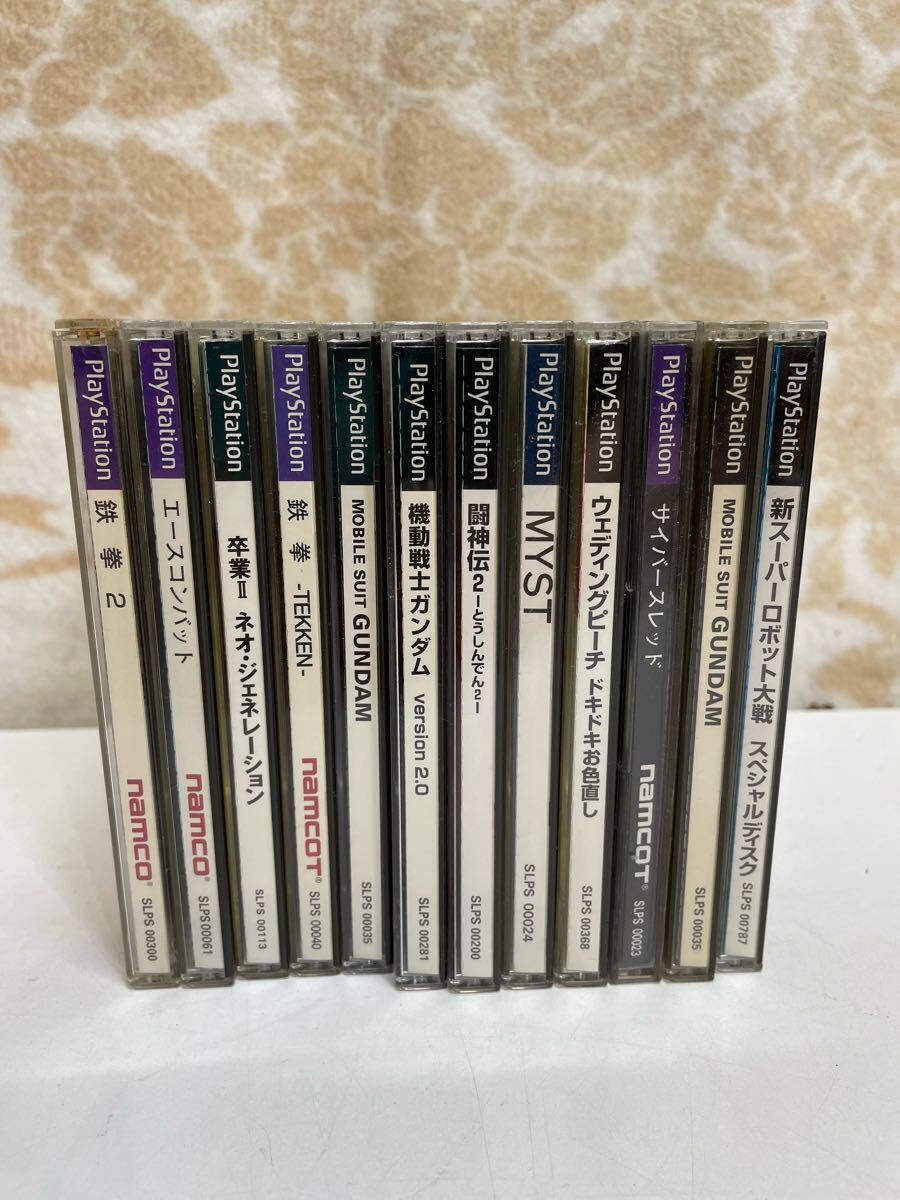 PlayStation
鉄 拳 2
namco®
SLPS 00300
PlayStation
エースコンバット
namco®
SLPS00061
PlayStation
卒業II ネオ・ジェネレーション
SLPS 00113
PlayStation
鉄 拳 -TEKKEN-
namcoT®
SLPS 00040
PlayStation
MOBILE SUIT GUNDAM
SLPS 00035
PlayStation
機動戦士ガンダム version 2.0
SLPS 00281
PlayStation
闘神伝2ーとうしんでん2ー
SLPS 00200
PlayStation
MYST
SLPS 00024
PlayStation
ウェディングピーチ ドキドキお色直し
SLPS 00368
PlayStation
サイバースレッド
namcoT®
SLPS 00023
PlayStation
MOBILE SUIT GUNDAM
SLPS 00035
PlayStation
新スーパーロボット大戦 スペシャルディスク
SLPS 00787